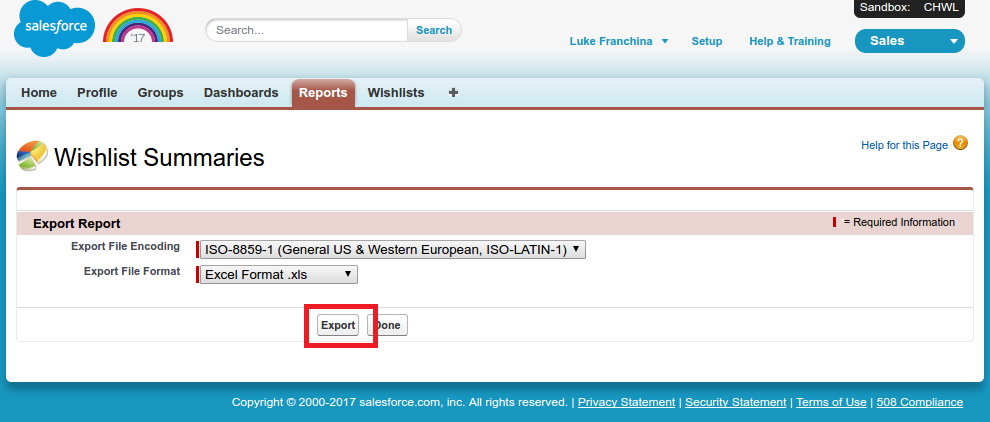 Sandbox: CHWL
salesforce
'17
Search...
Search
Luke Franchina
Setup
Help & Training
Sales
Home Profile Groups Dashboards Reports Wishlists +
Wishlist Summaries
Help for this Page ?
Export Report
= Required Information
Export File Encoding
ISO-8859-1 (General US & Western European, ISO-LATIN-1)
Export File Format
Excel Format .xls
Export Done
Copyright © 2000-2017 salesforce.com, inc. All rights reserved. | Privacy Statement | Security Statement | Terms of Use | 508 Compliance